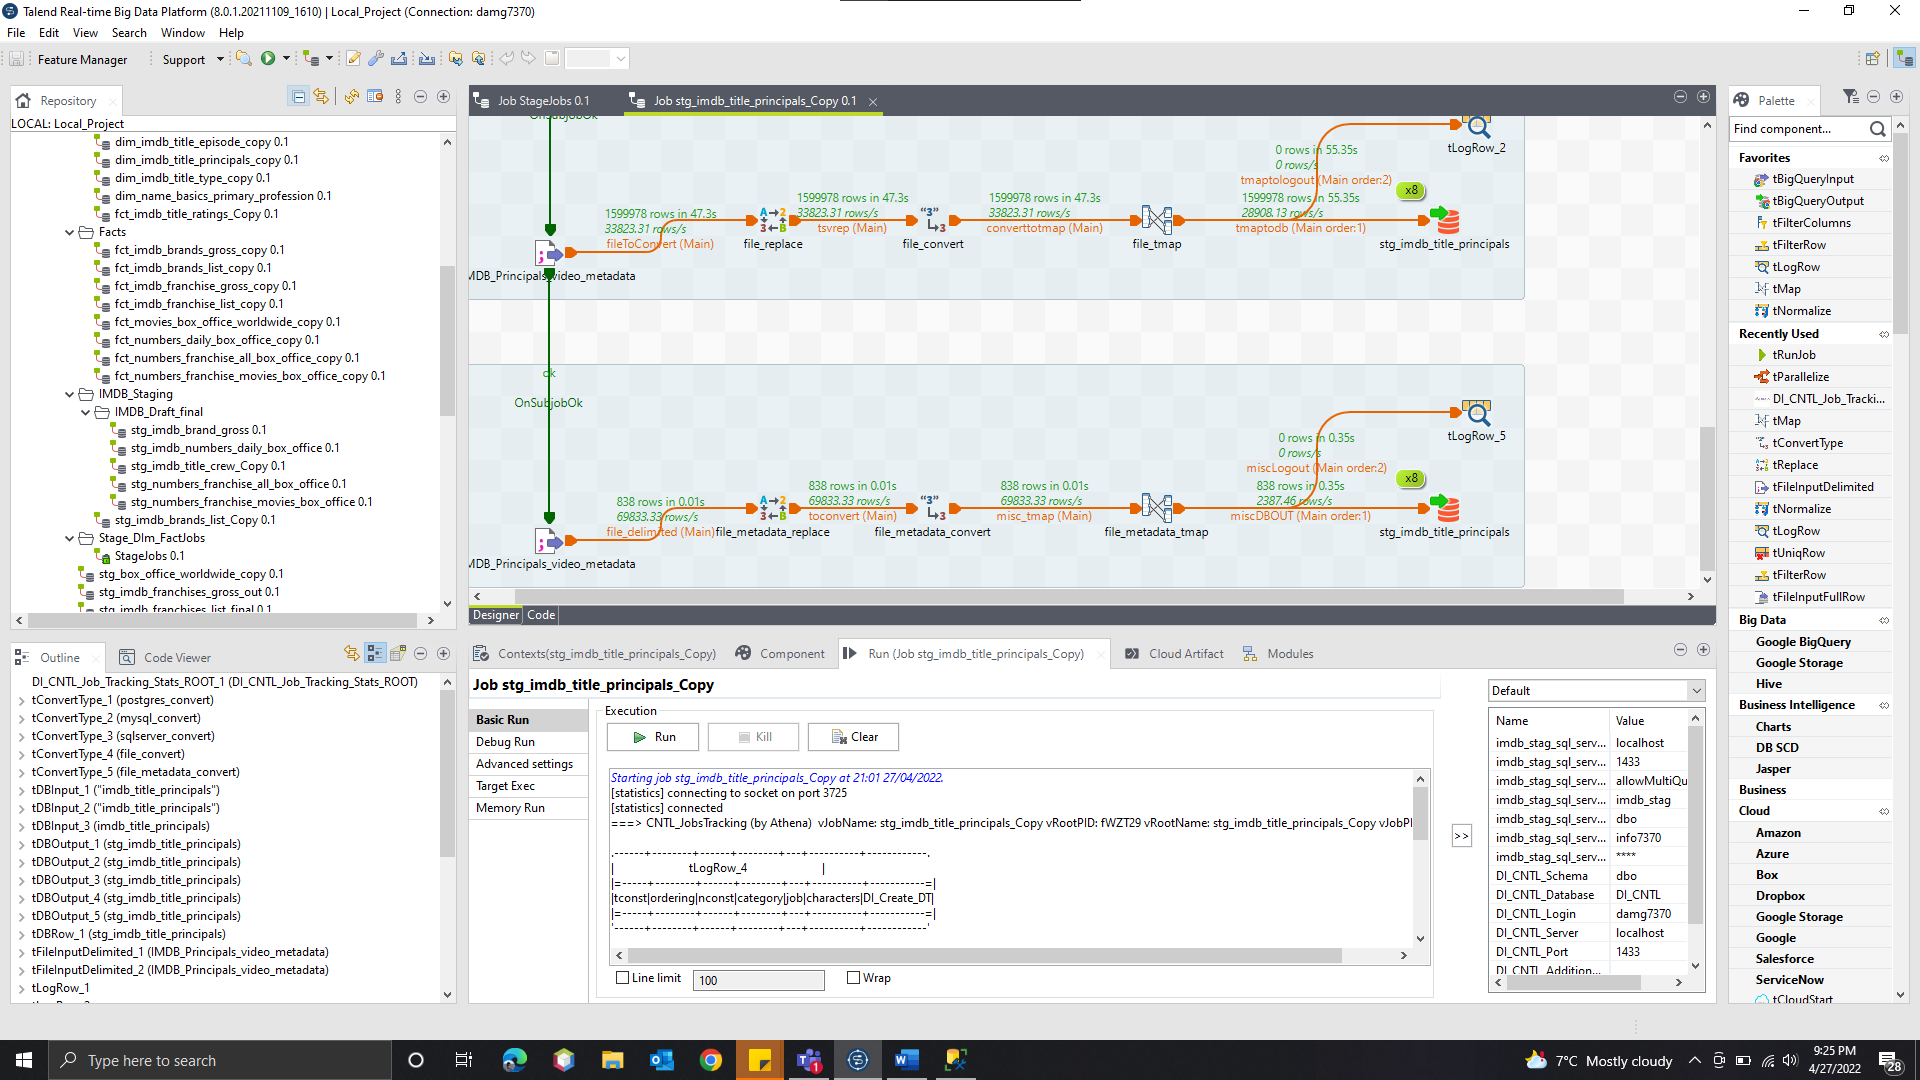 Talend Real-time Big Data Platform (8.0.1.20211109_1610) | Local_Project (Connection: damg7370)
File Edit View Search Window Help
Feature Manager
Support
Repository
LOCAL: Local_Project
dim_imdb_title_episode_copy 0.1
dim_imdb_title_principals_copy 0.1
dim_imdb_title_type_copy 0.1
dim_name_basics_primary_profession 0.1
fct_imdb_title_ratings_Copy 0.1
Facts
fct_imdb_brands_gross_copy 0.1
fct_imdb_brands_list_copy 0.1
fct_imdb_franchise_gross_copy 0.1
fct_imdb_franchise_list_copy 0.1
fct_movies_box_office_worldwide_copy 0.1
fct_numbers_daily_box_office_copy 0.1
fct_numbers_franchise_all_box_office_copy 0.1
fct_numbers_franchise_movies_box_office_copy 0.1
IMDB_Staging
IMDB_Draft_final
stg_imdb_brand_gross 0.1
stg_imdb_numbers_daily_box_office 0.1
stg_imdb_title_crew_Copy 0.1
stg_numbers_franchise_all_box_office 0.1
stg_numbers_franchise_movies_box_office 0.1
stg_imdb_brands_list_Copy 0.1
Stage_DIm_FactJobs
StageJobs 0.1
stg_box_office_worldwide_copy 0.1
stg_imdb_franchises_gross_out 0.1
stg_imdb_franchises_list_final 0.1
Job StageJobs 0.1
Job stg_imdb_title_principals_Copy 0.1
OnSubjobOk
tLogRow_2
0 rows in 55.35s
0 rows/s
tmaptologout (Main order:2)
x8
1599978 rows in 47.3s
33823.31 rows/s
fileToConvert (Main)
file_replace
1599978 rows in 47.3s
33823.31 rows/s
tsvrep (Main)
file_convert
1599978 rows in 47.3s
33823.31 rows/s
converttotmap (Main)
file_tmap
1599978 rows in 55.35s
28908.13 rows/s
tmaptodb (Main order:1)
stg_imdb_title_principals
MDB_Principals_video_metadata
ok
OnSubjobOk
tLogRow_5
0 rows in 0.35s
0 rows/s
miscLogout (Main order:2)
x8
838 rows in 0.01s
69833.33 rows/s
file_delimited (Main)
file_metadata_replace
838 rows in 0.01s
69833.33 rows/s
toconvert (Main)
file_metadata_convert
838 rows in 0.01s
69833.33 rows/s
misc_tmap (Main)
file_metadata_tmap
838 rows in 0.35s
2387.46 rows/s
miscDBOUT (Main order:1)
stg_imdb_title_principals
MDB_Principals_video_metadata
Designer Code
Palette
Find component...
Favorites
tBigQueryInput
tBigQueryOutput
tFilterColumns
tFilterRow
tLogRow
tMap
tNormalize
Recently Used
tRunJob
tParallelize
DI_CNTL_Job_Tracki...
tMap
tConvertType
tReplace
tFileInputDelimited
tNormalize
tLogRow
tUniqRow
tFilterRow
tFileInputFullRow
Big Data
Google BigQuery
Google Storage
Hive
Business Intelligence
Charts
DB SCD
Jasper
Business
Cloud
Amazon
Azure
Box
Dropbox
Google Storage
Google
Salesforce
ServiceNow
tCloudStart
Outline
Code Viewer
DI_CNTL_Job_Tracking_Stats_ROOT_1 (DI_CNTL_Job_Tracking_Stats_ROOT)
tConvertType_1 (postgres_convert)
tConvertType_2 (mysql_convert)
tConvertType_3 (sqlserver_convert)
tConvertType_4 (file_convert)
tConvertType_5 (file_metadata_convert)
tDBInput_1 ("imdb_title_principals")
tDBInput_2 ("imdb_title_principals")
tDBInput_3 (imdb_title_principals)
tDBOutput_1 (stg_imdb_title_principals)
tDBOutput_2 (stg_imdb_title_principals)
tDBOutput_3 (stg_imdb_title_principals)
tDBOutput_4 (stg_imdb_title_principals)
tDBOutput_5 (stg_imdb_title_principals)
tDBRow_1 (stg_imdb_title_principals)
tFileInputDelimited_1 (IMDB_Principals_video_metadata)
tFileInputDelimited_2 (IMDB_Principals_video_metadata)
tLogRow_1
Contexts(stg_imdb_title_principals_Copy)
Component
Run (Job stg_imdb_title_principals_Copy)
Cloud Artifact
Modules
Job stg_imdb_title_principals_Copy
Basic Run
Debug Run
Advanced settings
Target Exec
Memory Run
Execution
Run
Kill
Clear
Starting job stg_imdb_title_principals_Copy at 21:01 27/04/2022.
[statistics] connecting to socket on port 3725
[statistics] connected
===> CNTL_JobsTracking (by Athena) vJobName: stg_imdb_title_principals_Copy vRootPID: fWZT29 vRootName: stg_imdb_title_principals_Copy vJobPI
.------+--------+------+--------+---+----------+------------.
| tLogRow_4 |
|=-----+--------+------+--------+---+----------+-----------=|
|tconst|ordering|nconst|category|job|characters|DI_Create_DT|
|=-----+--------+------+--------+---+----------+-----------=|
'------+--------+------+--------+---+----------+------------'
Line limit
100
Wrap
>>
Default
Name Value
imdb_stag_sql_serv... localhost
imdb_stag_sql_serv... 1433
imdb_stag_sql_serv... allowMultiQu
imdb_stag_sql_serv... imdb_stag
imdb_stag_sql_serv... dbo
imdb_stag_sql_serv... info7370
imdb_stag_sql_serv... ****
DI_CNTL_Schema dbo
DI_CNTL_Database DI_CNTL
DI_CNTL_Login damg7370
DI_CNTL_Server localhost
DI_CNTL_Port 1433
DI_CNTL_Addition...
Type here to search
7°C Mostly cloudy
9:25 PM
4/27/2022
28